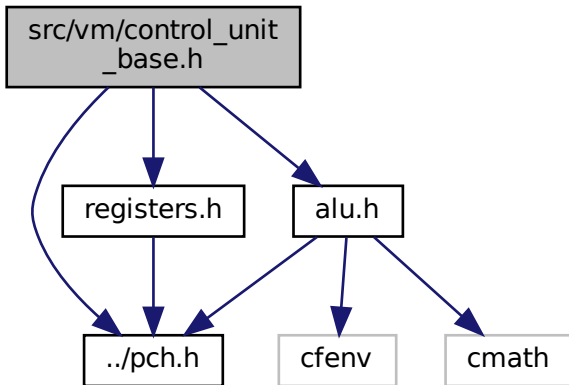 src/vm/control_unit
_base.h
registers.h
alu.h
../pch.h
cfenv
cmath